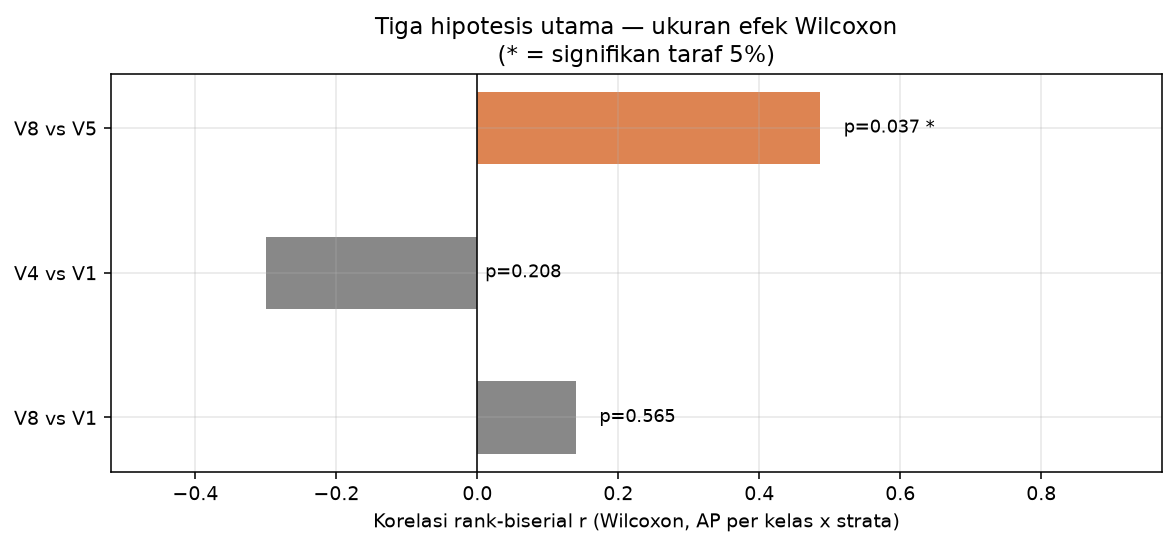 Tiga hipotesis utama — ukuran efek Wilcoxon
(* = signifikan taraf 5%)
V8 vs V5
p=0.037 *
V4 vs V1
p=0.208
V8 vs V1
p=0.565
−0.4 −0.2 0.0 0.2 0.4 0.6 0.8
Korelasi rank-biserial r (Wilcoxon, AP per kelas x strata)